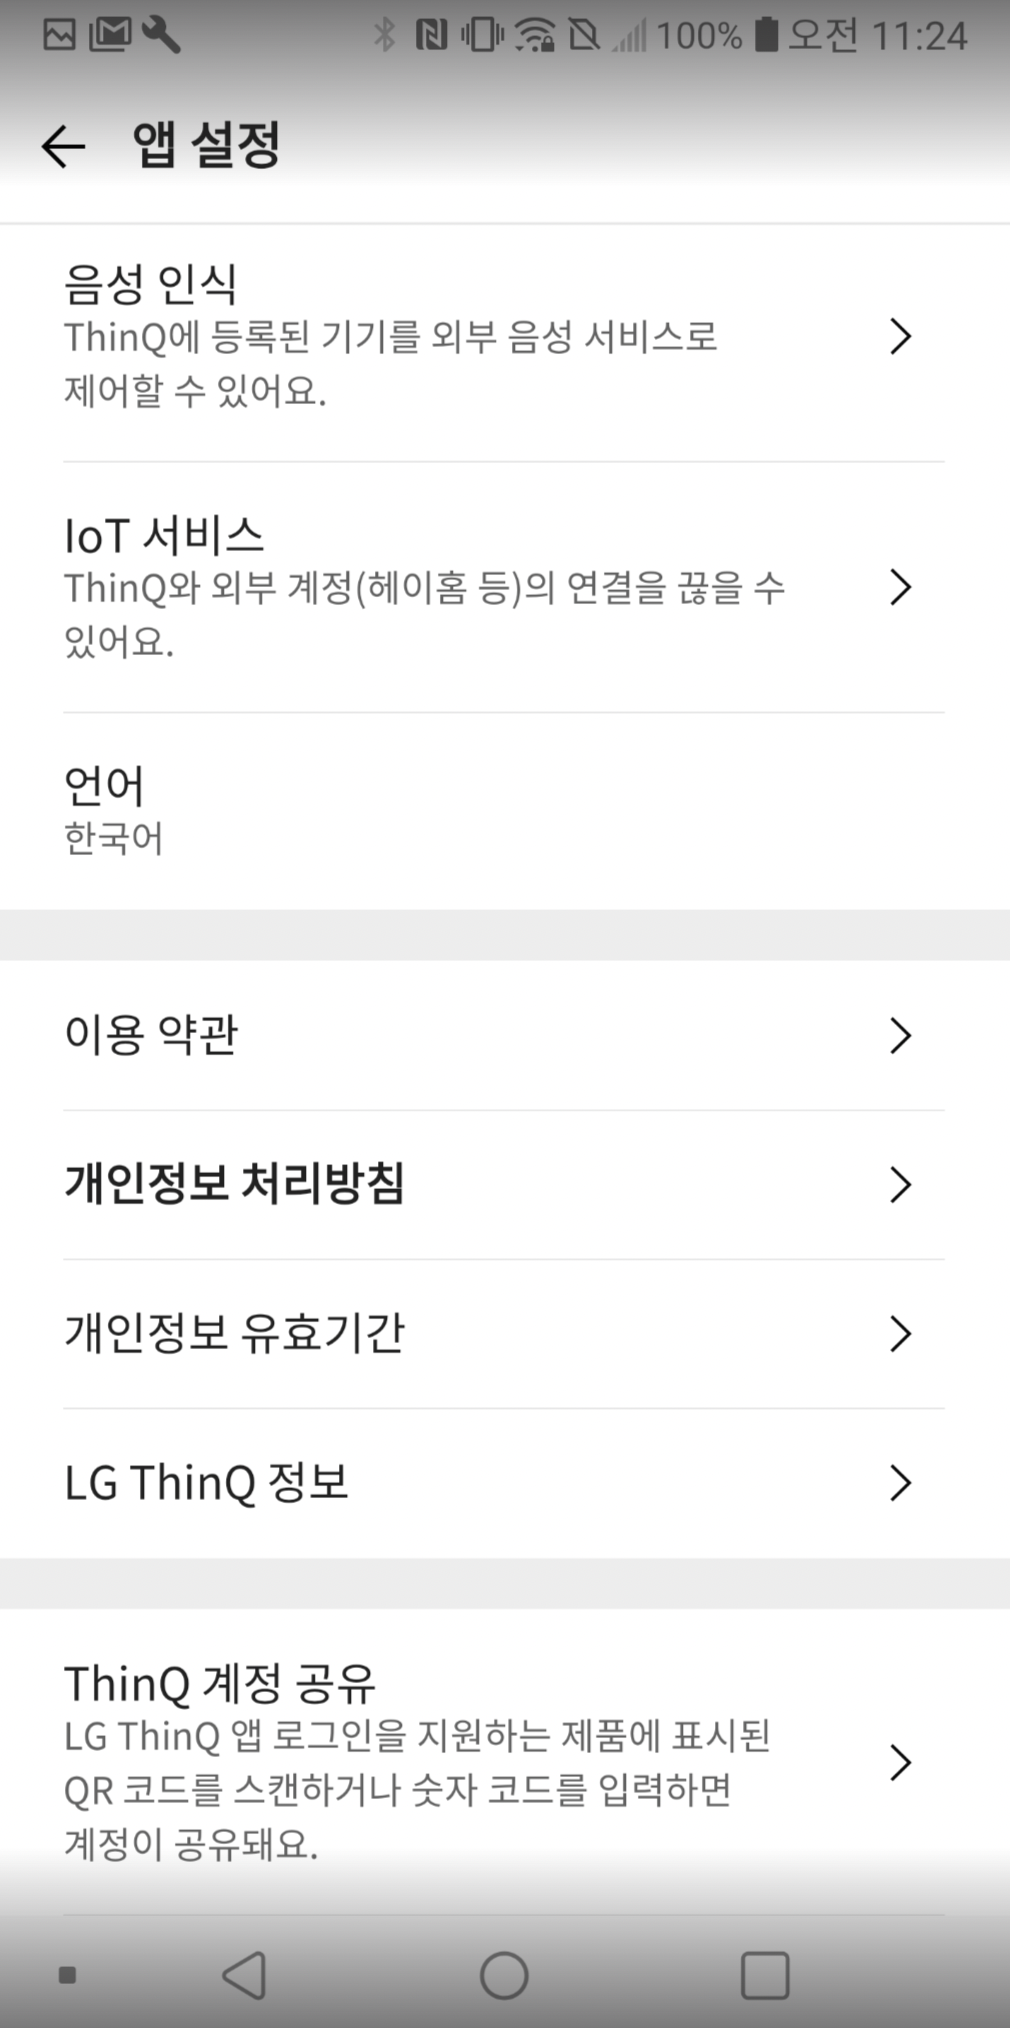 100% 오전 11:24
앱 설정
음성 인식
ThinQ에 등록된 기기를 외부 음성 서비스로
제어할 수 있어요.
IoT 서비스
ThinQ와 외부 계정(헤이홈 등)의 연결을 끊을 수
있어요.
언어
한국어
이용 약관
개인정보 처리방침
개인정보 유효기간
LG ThinQ 정보
ThinQ 계정 공유
LG ThinQ 앱 로그인을 지원하는 제품에 표시된
QR 코드를 스캔하거나 숫자 코드를 입력하면
계정이 공유돼요.